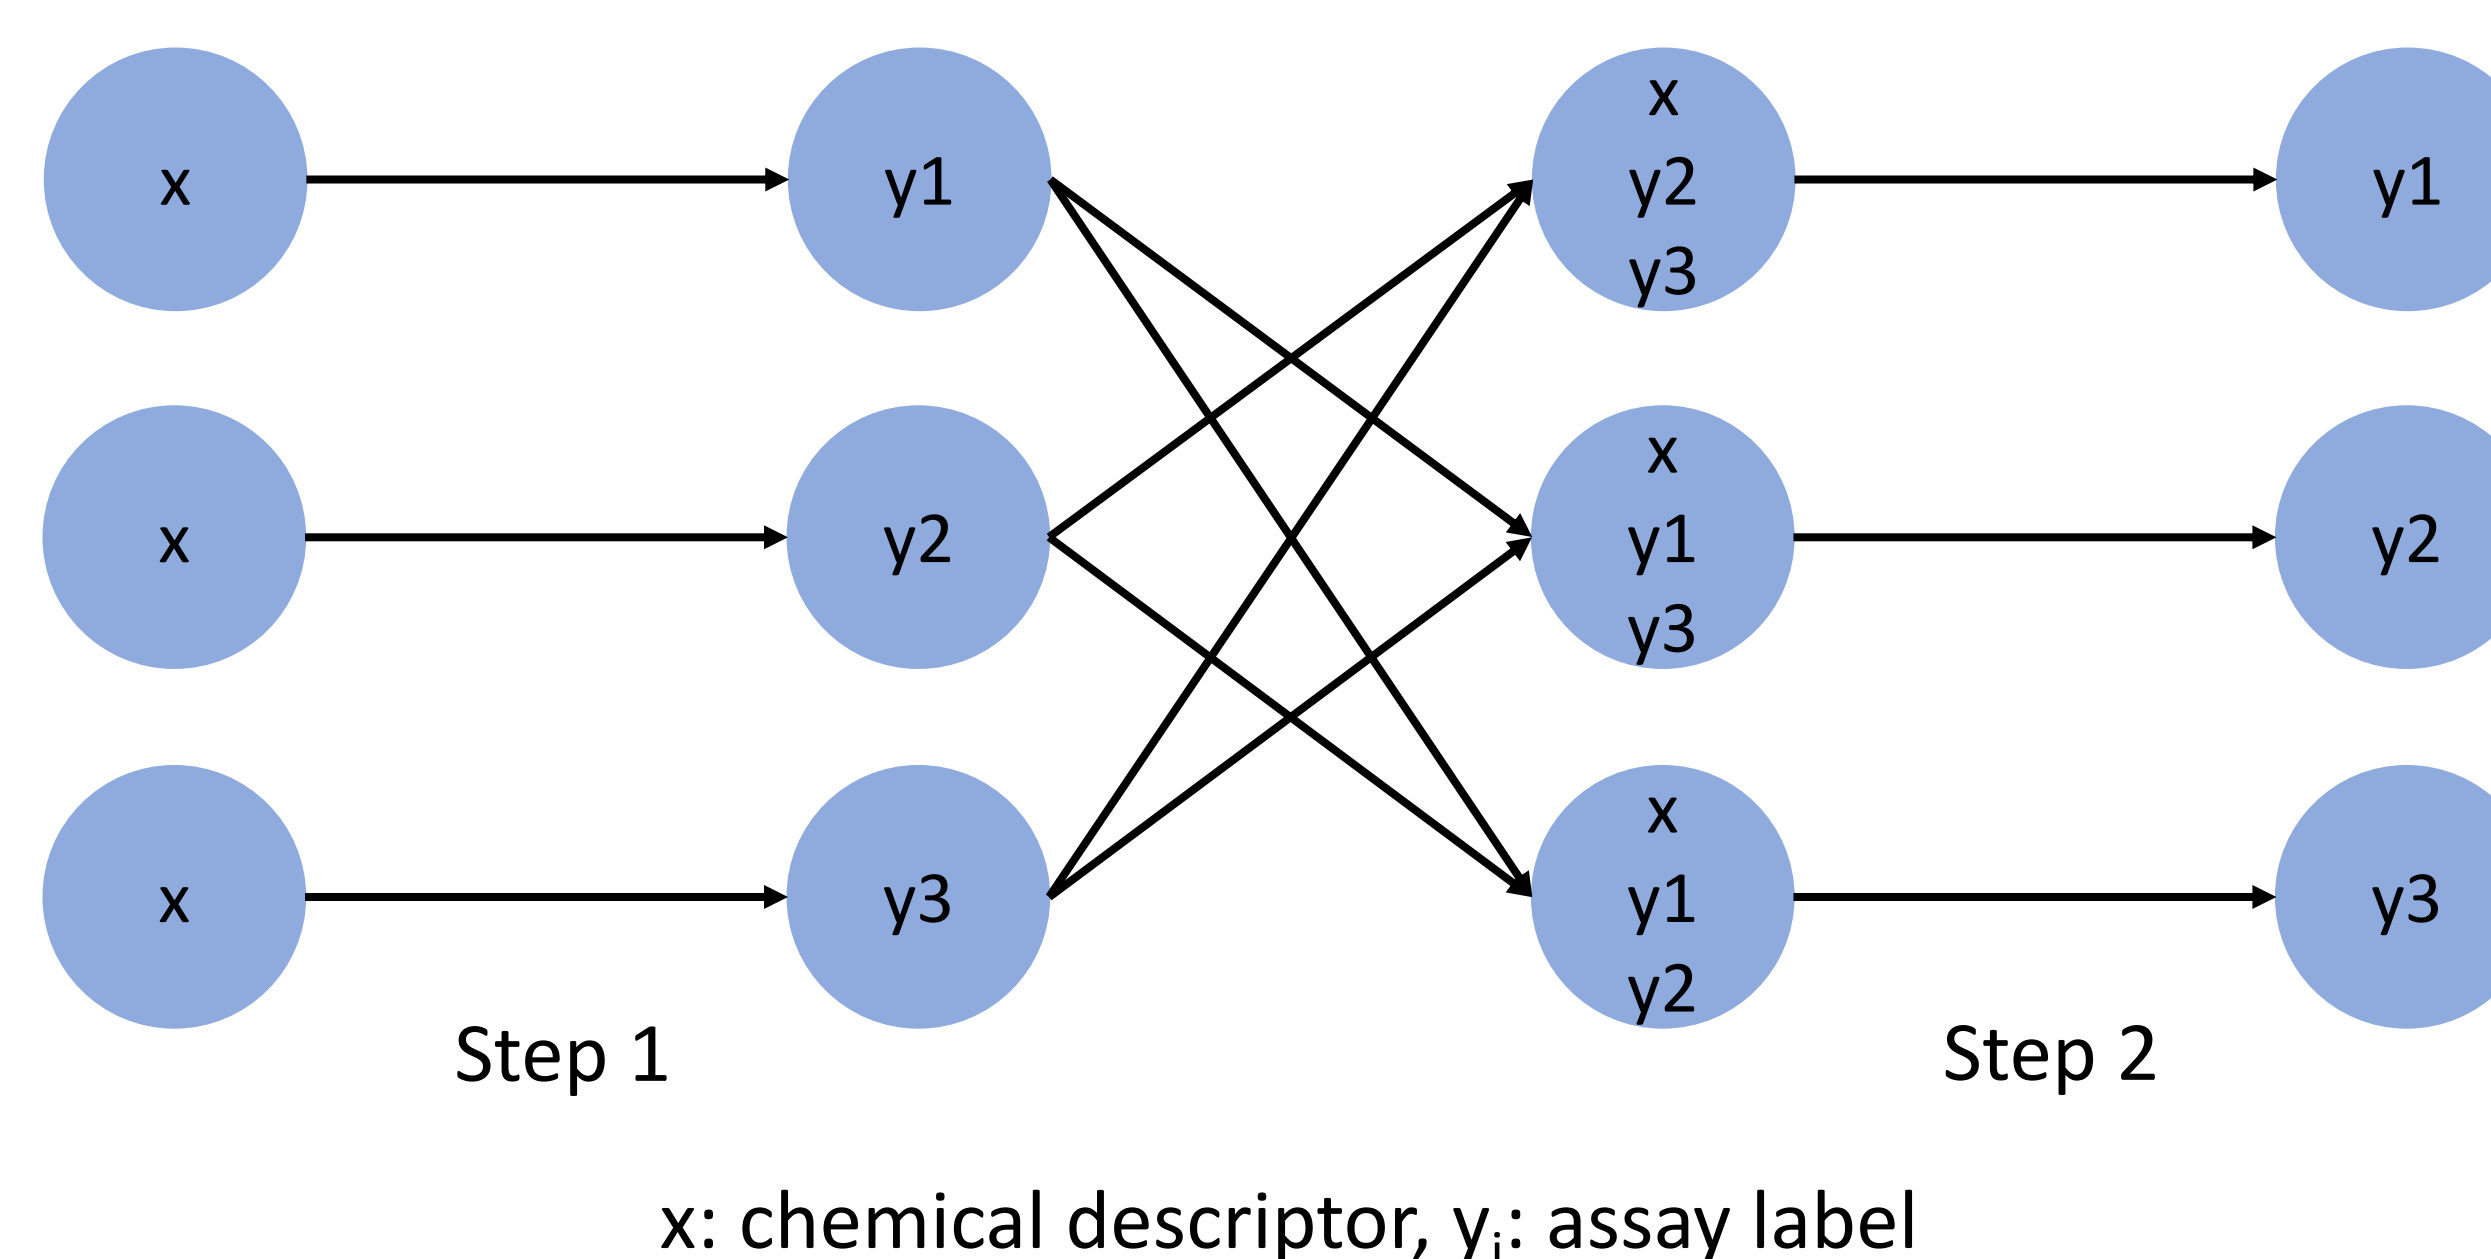 x
y1
x
y2
y3
y1
x
y2
x
y1
y3
y2
x
y3
x
y1
y2
y3
Step 1
Step 2
x: chemical descriptor, yᵢ: assay label